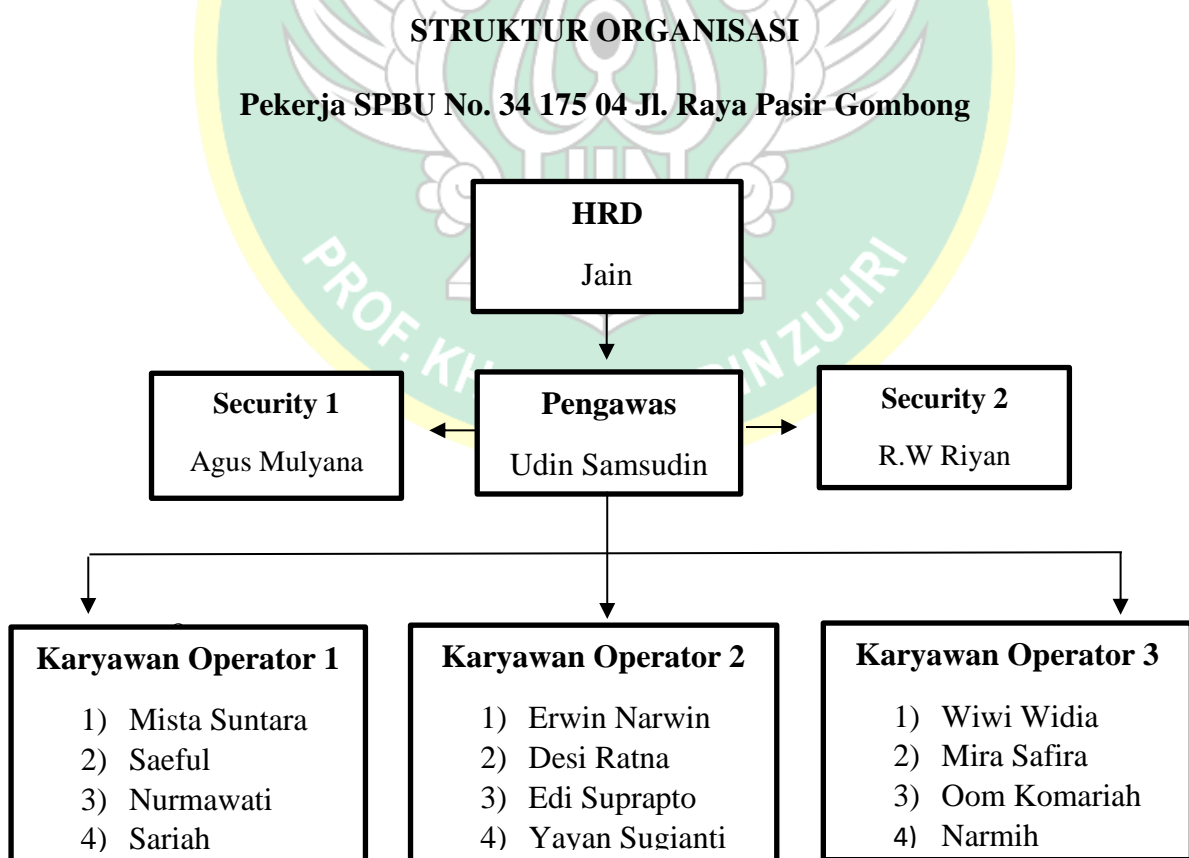 STRUKTUR ORGANISASI
Pekerja SPBU No. 34 175 04 Jl. Raya Pasir Gombong
HRD
Jain
Security 1
Agus Mulyana
Pengawas
Udin Samsudin
Security 2
R.W Riyan
Karyawan Operator 1
1) Mista Suntara
2) Saeful
3) Nurmawati
4) Sariah
Karyawan Operator 2
1) Erwin Narwin
2) Desi Ratna
3) Edi Suprapto
4) Yayan Sugianti
Karyawan Operator 3
1) Wiwi Widia
2) Mira Safira
3) Oom Komariah
4) Narmih
PROF. KH
ZUHRI